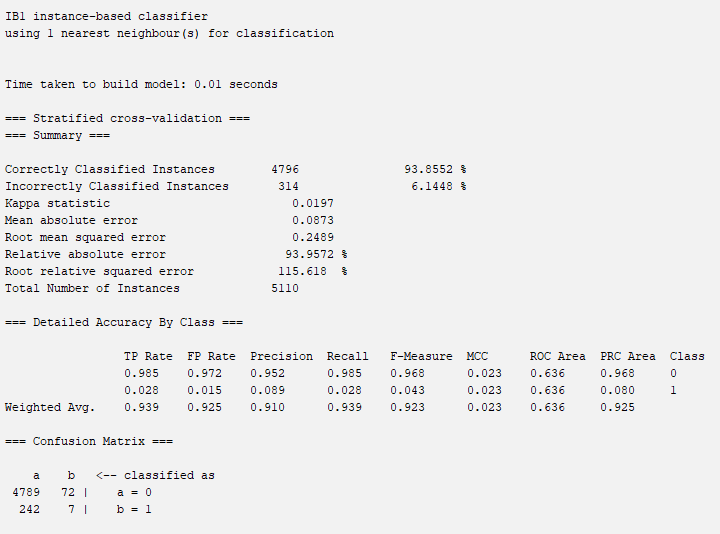 IB1 instance-based classifier
using 1 nearest neighbour(s) for classification
Time taken to build model: 0.01 seconds
=== Stratified cross-validation ===
=== Summary ===
Correctly Classified Instances 4796 93.8552 %
Incorrectly Classified Instances 314 6.1448 %
Kappa statistic 0.0197
Mean absolute error 0.0873
Root mean squared error 0.2489
Relative absolute error 93.9572 %
Root relative squared error 115.618 %
Total Number of Instances 5110
=== Detailed Accuracy By Class ===
TP Rate FP Rate Precision Recall F-Measure MCC ROC Area PRC Area Class
0.985 0.972 0.952 0.985 0.968 0.023 0.636 0.968 0
0.028 0.015 0.089 0.028 0.043 0.023 0.636 0.080 1
Weighted Avg. 0.939 0.925 0.910 0.939 0.923 0.023 0.636 0.925
=== Confusion Matrix ===
a b <-- classified as
4789 72 | a = 0
242 7 | b = 1